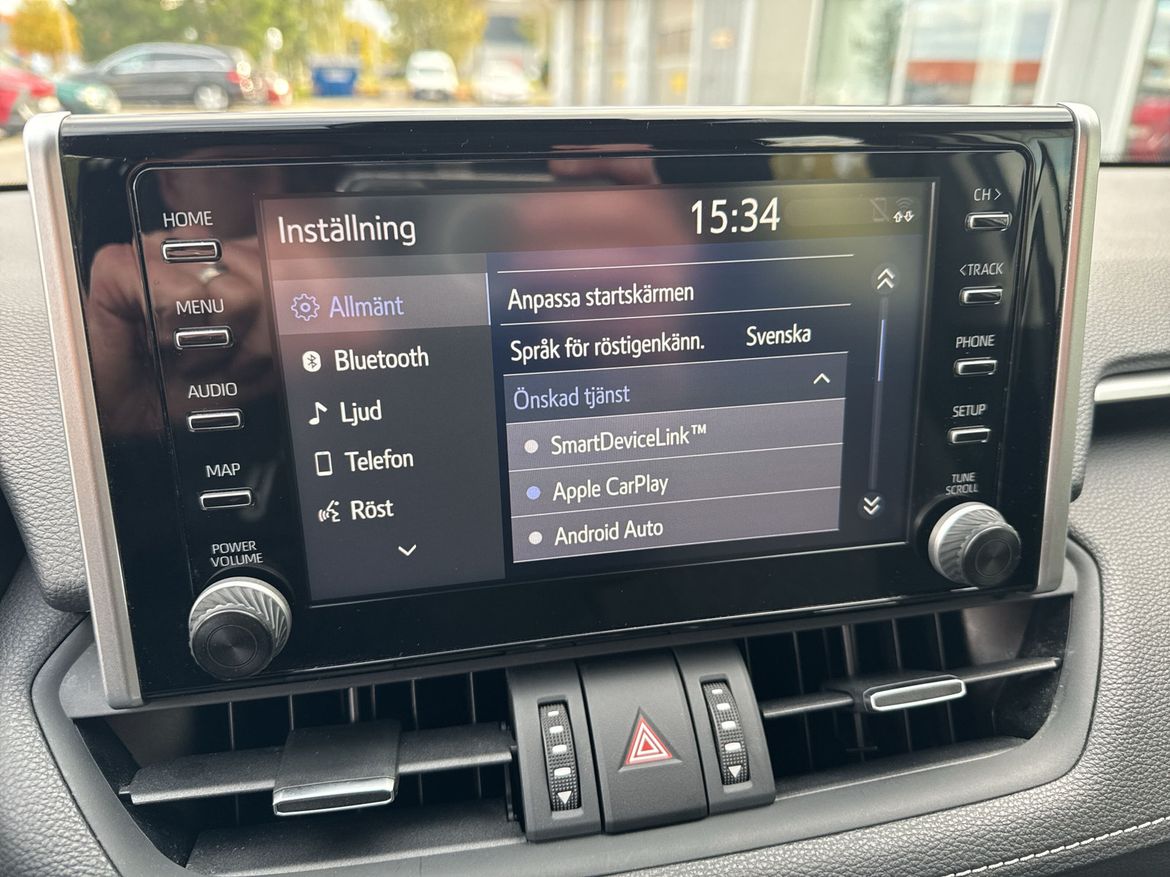 HOME
MENU
AUDIO
MAP
POWER
VOLUME
Inställning
15:34
Allmänt
Bluetooth
Ljud
Telefon
Röst
Anpassa startskärmen
Språk för röstigenkänn. Svenska
Önskad tjänst
SmartDeviceLink™
Apple CarPlay
Android Auto
CH >
< TRACK
PHONE
SETUP
TUNE
SCROLL